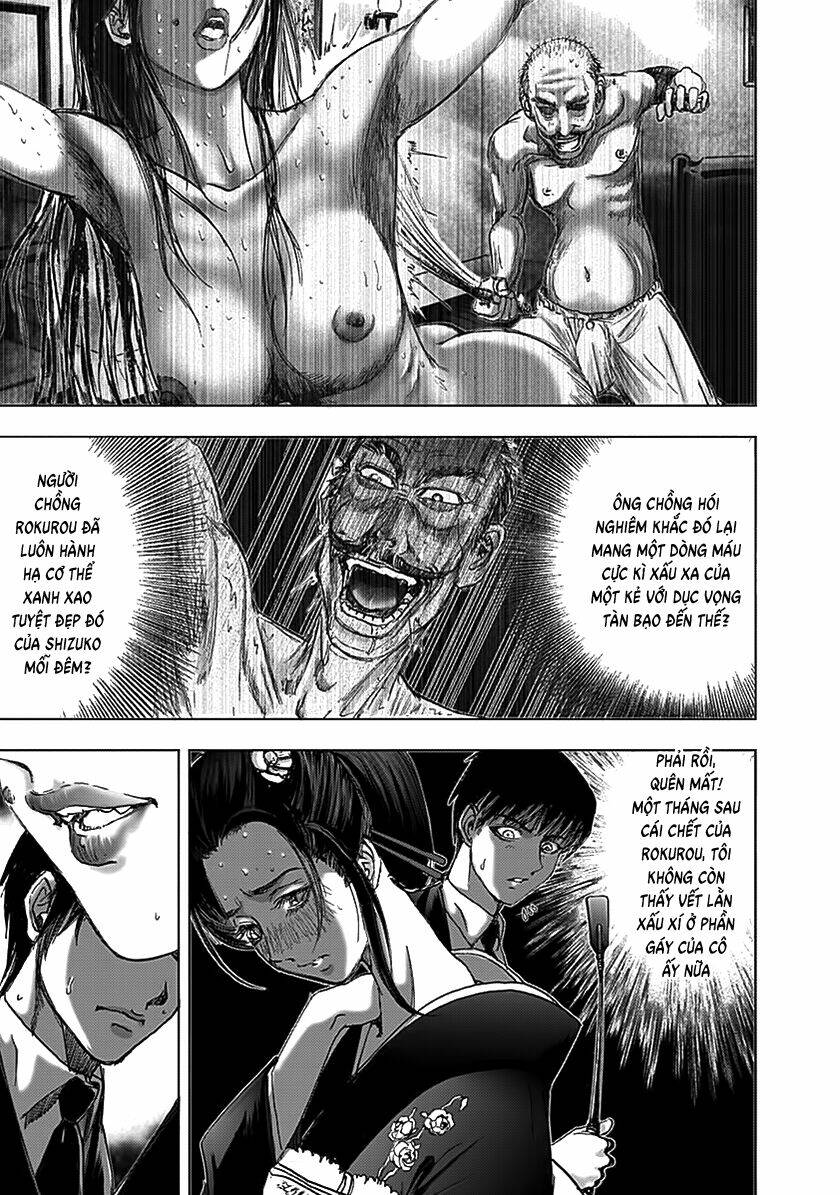 ÔNG CHỒNG HÓI
NGHIÊM KHẮC ĐÓ LẠI
MANG MỘT DÒNG MÁU
CỰC KÌ XẤU XA CỦA
MỘT KẺ VỚI DỤC VỌNG
TÀN BẠO ĐẾN THẾ?
NGƯỜI
CHỒNG
ROKUROU ĐÃ
LUÔN HÀNH
HẠ CƠ THỂ
XANH XAO
TUYỆT ĐẸP ĐÓ
CỦA SHIZUKO
MỖI ĐÊM?
PHẢI RỒI,
QUÊN MẤT!
MỘT THÁNG SAU
CÁI CHẾT CỦA
ROKUROU, TÔI
KHÔNG CÒN
THẤY VẾT LẰN
XẤU XÍ Ở PHẦN
GÁY CỦA CÔ
ẤY NỮA